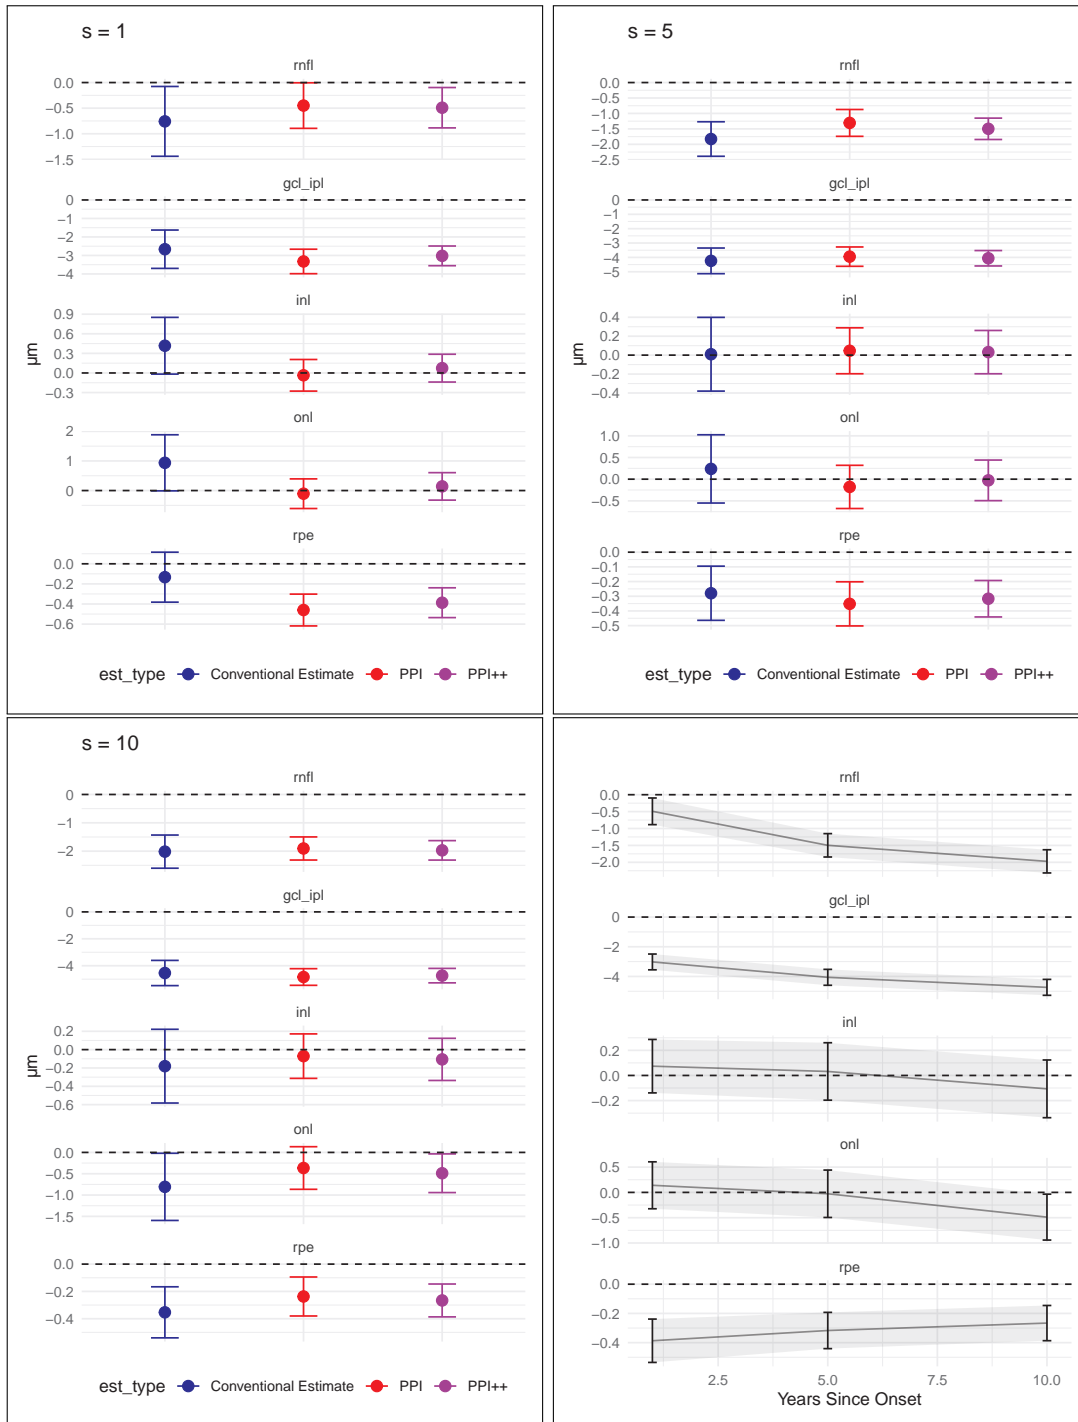 s = 1
rnfl
0.0
−0.5
−1.0
−1.5
gcl_ipl
0
−1
−2
−3
−4
inl
0.9
0.6
0.3
0.0
−0.3
µm
onl
2
1
0
rpe
0.0
−0.2
−0.4
−0.6
est_type Conventional Estimate PPI PPI++
s = 5
rnfl
0.0
−0.5
−1.0
−1.5
−2.0
−2.5
gcl_ipl
0
−1
−2
−3
−4
−5
inl
0.4
0.2
0.0
−0.2
−0.4
µm
onl
1.0
0.5
0.0
−0.5
rpe
0.0
−0.1
−0.2
−0.3
−0.4
−0.5
est_type Conventional Estimate PPI PPI++
s = 10
rnfl
0
−1
−2
gcl_ipl
0
−2
−4
inl
0.2
0.0
−0.2
−0.4
−0.6
µm
onl
0.0
−0.5
−1.0
−1.5
rpe
0.0
−0.2
−0.4
est_type Conventional Estimate PPI PPI++
rnfl
0.0
−0.5
−1.0
−1.5
−2.0
gcl_ipl
0
−2
−4
inl
0.2
0.0
−0.2
onl
0.5
0.0
−0.5
−1.0
rpe
0.0
−0.2
−0.4
2.5 5.0 7.5 10.0
Years Since Onset